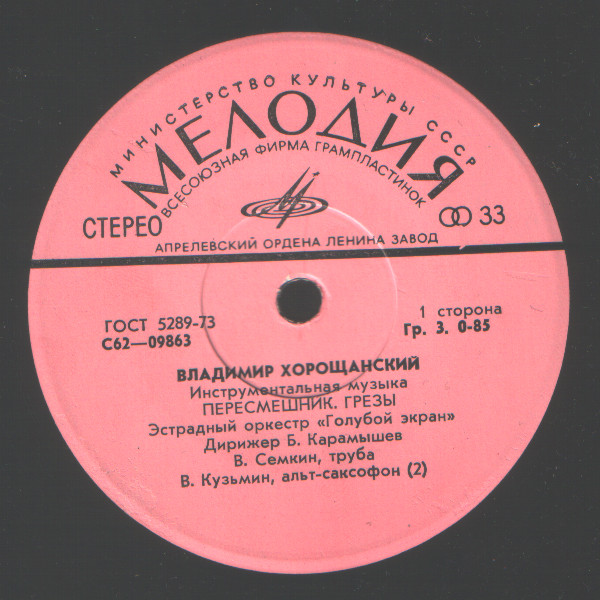 МИНИСТЕРСТВО КУЛЬТУРЫ СССР
МЕЛОДИЯ
ВСЕСОЮЗНАЯ ФИРМА ГРАМПЛАСТИНОК
СТЕРЕО
33
АПРЕЛЕВСКИЙ ОРДЕНА ЛЕНИНА ЗАВОД
ГОСТ 5289-73
С62—09863
1 сторона
Гр. 3. 0-85
ВЛАДИМИР ХОРОЩАНСКИЙ
Инструментальная музыка
ПЕРЕСМЕШНИК. ГРЕЗЫ
Эстрадный оркестр «Голубой экран»
Дирижер Б. Карамышев
В. Семкин, труба
В. Кузьмин, альт-саксофон (2)